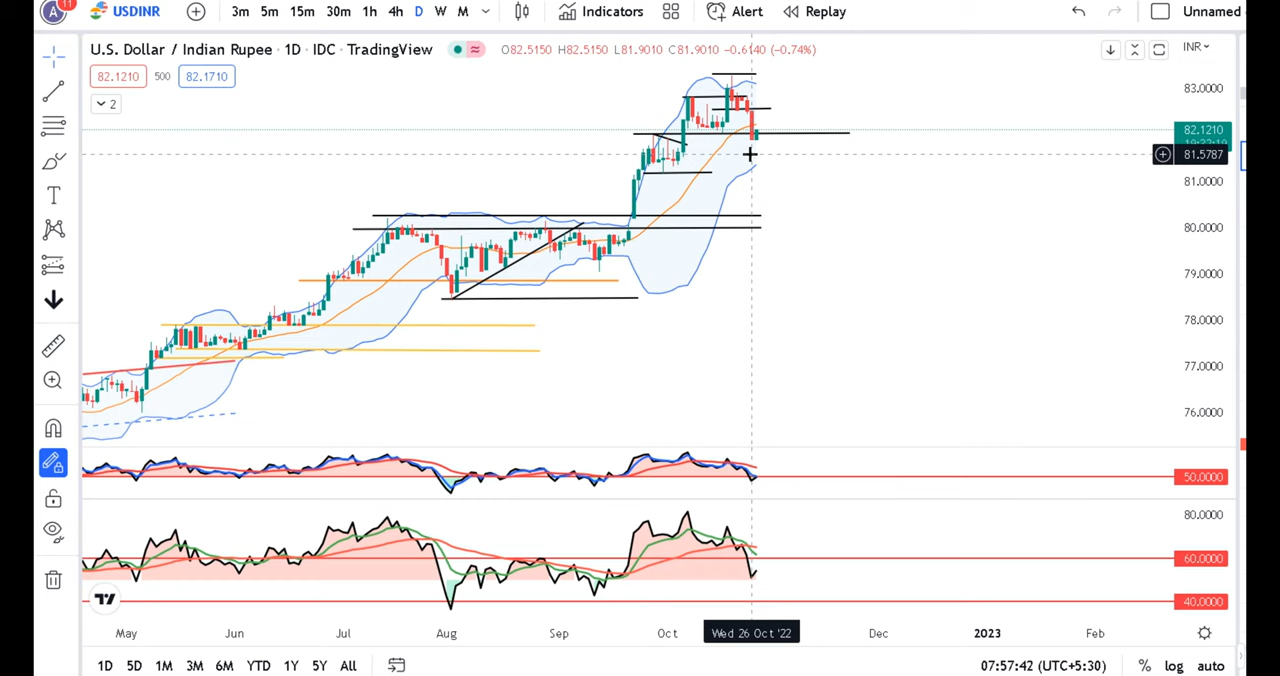 A 11 USDINR 3m 5m 15m 30m 1h 4h D W M Indicators Alert Replay Unnamed
U.S. Dollar / Indian Rupee · 1D · IDC · TradingView O82.5150 H82.5150 L81.9010 C81.9010 −0.6140 (−0.74%) INR
82.1210 500 82.1710
2
83.0000
82.1210
81.5787
81.0000
80.0000
79.0000
78.0000
77.0000
76.0000
50.0000
80.0000
60.0000
40.0000
May Jun Jul Aug Sep Oct Wed 26 Oct '22 Dec 2023 Feb
1D 5D 1M 3M 6M YTD 1Y 5Y All 07:57:42 (UTC+5:30) % log auto